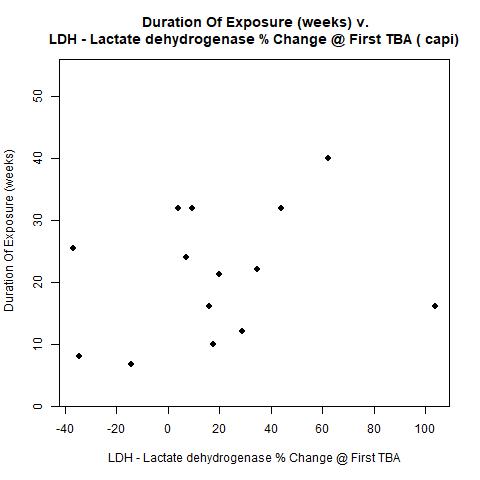 Duration Of Exposure (weeks) v.
LDH - Lactate dehydrogenase % Change @ First TBA ( capi)
Duration Of Exposure (weeks)
50
40
30
20
10
0
-40 -20 0 20 40 60 80 100
LDH - Lactate dehydrogenase % Change @ First TBA